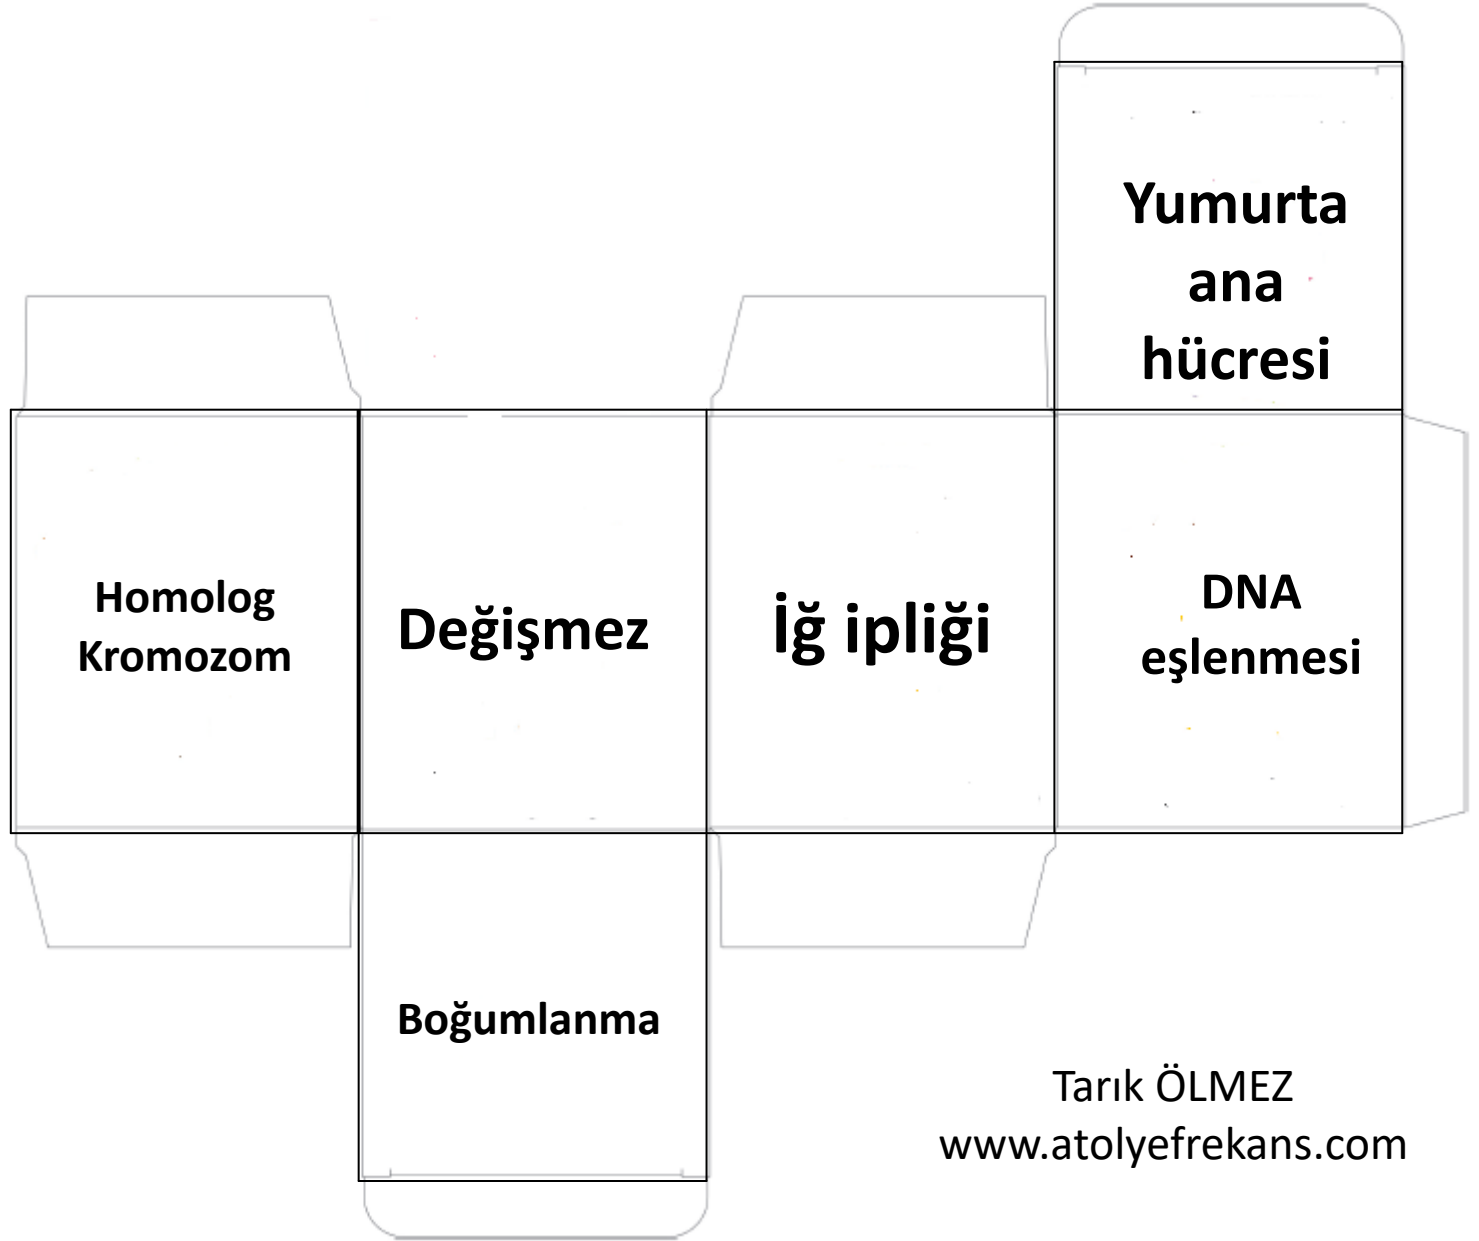 Yumurta
ana
hücresi
Homolog
Kromozom
Değişmez
İğ ipliği
DNA
eşlenmesi
Boğumlanma
Tarık ÖLMEZ
www.atolyefrekans.com